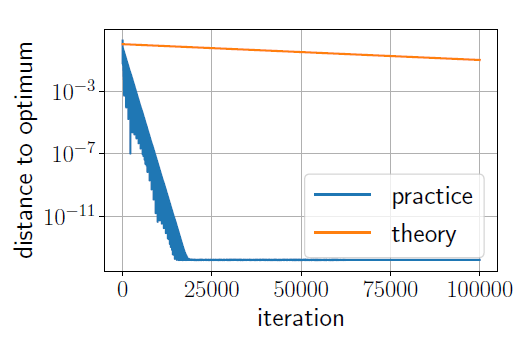 distance to optimum
10⁻³
10⁻⁷
10⁻¹¹
practice
theory
0 25000 50000 75000 100000
iteration